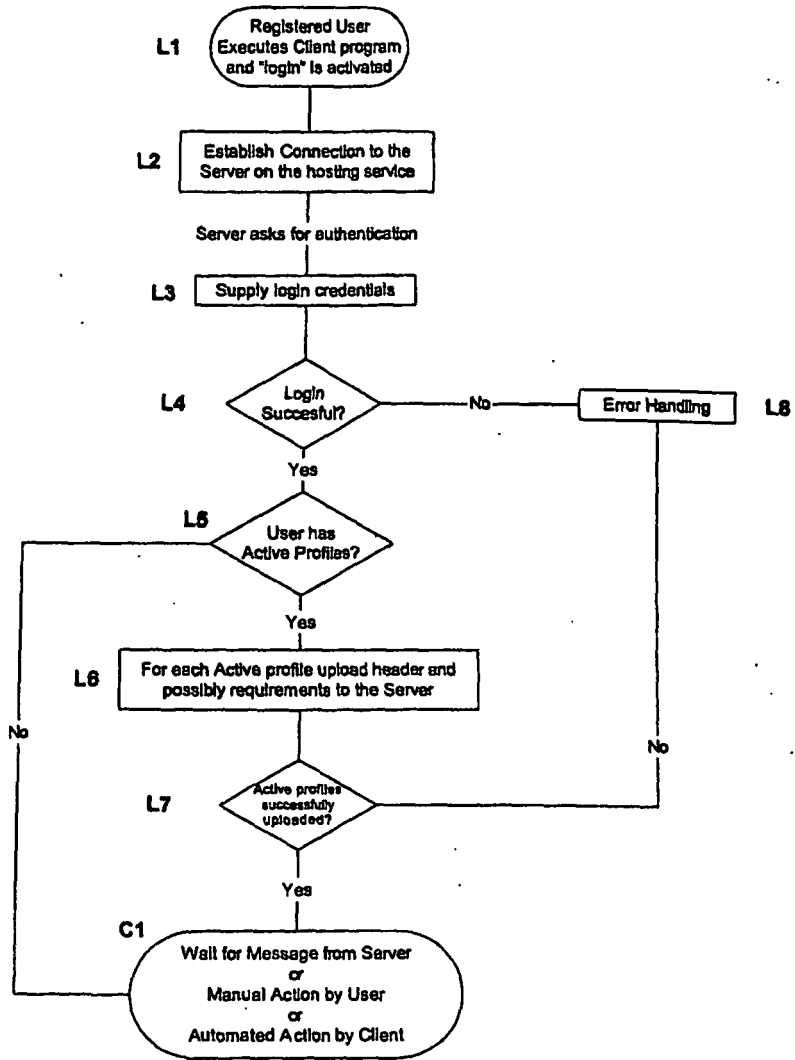 L1
Registered User
Executes Client program
and "login" is activated
L2
Establish Connection to the
Server on the hosting service
Server asks for authentication
L3
Supply login credentials
L4
Login
Succesful?
No
Error Handling
L8
Yes
L5
User has
Active Profiles?
Yes
L6
For each Active profile upload header and
possibly requirements to the Server
No
No
L7
Active profiles
successfully
uploaded?
Yes
C1
Wait for Message from Server
or
Manual Action by User
or
Automated Action by Client